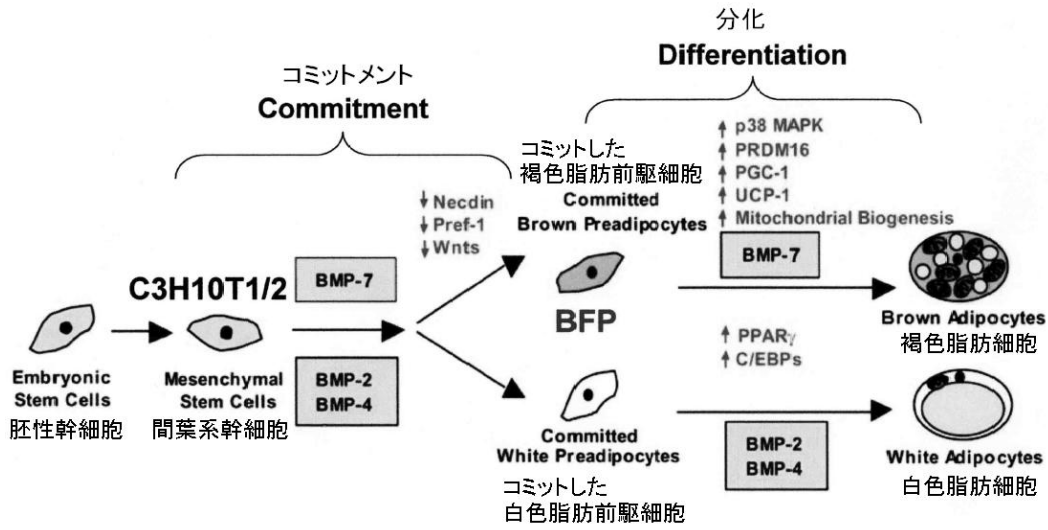 分化
Differentiation
コミットメント
Commitment
p38 MAPK
PRDM16
PGC-1
UCP-1
Mitochondrial Biogenesis
コミットした
褐色脂肪前駆細胞
Committed
Brown Preadipocytes
Necdin
Pref-1
Wnts
BMP-7
BMP-7
C3H10T1/2
BFP
Brown Adipocytes
褐色脂肪細胞
PPARγ
C/EBPs
Embryonic
Stem Cells
胚性幹細胞
Mesenchymal
Stem Cells
間葉系幹細胞
BMP-2
BMP-4
Committed
White Preadipocytes
コミットした
白色脂肪前駆細胞
BMP-2
BMP-4
White Adipocytes
白色脂肪細胞